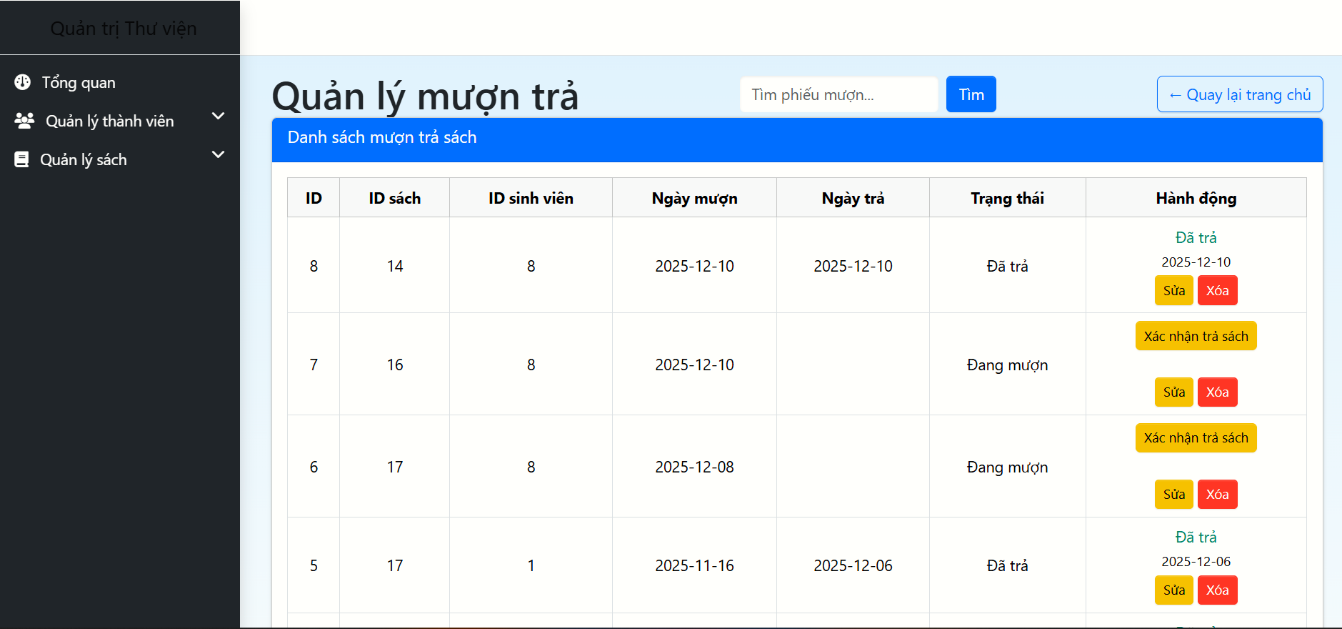 Quản trị Thư viện
Tổng quan
Quản lý thành viên
Quản lý sách
Quản lý mượn trả
Tìm phiếu mượn...
Tìm
← Quay lại trang chủ
Danh sách mượn trả sách
ID ID sách ID sinh viên Ngày mượn Ngày trả Trạng thái Hành động
8 14 8 2025-12-10 2025-12-10 Đã trả Đã trả
2025-12-10
Sửa Xóa
7 16 8 2025-12-10 Đang mượn Xác nhận trả sách
Sửa Xóa
6 17 8 2025-12-08 Đang mượn Xác nhận trả sách
Sửa Xóa
5 17 1 2025-11-16 2025-12-06 Đã trả Đã trả
2025-12-06
Sửa Xóa